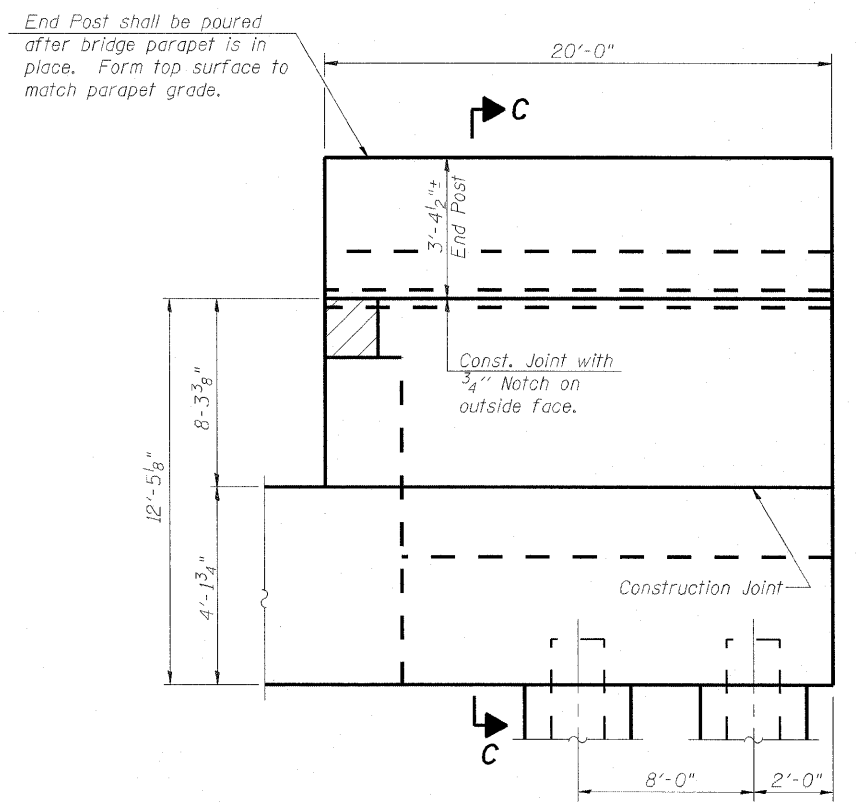 End Post shall be poured
after bridge parapet is in
place. Form top surface to
match parapet grade.
20'-0"
C
3'-4½"±
End Post
Const. Joint with
¾" Notch on
outside face.
8-3⅜"
12'-5⅛"
4'-1¾"
Construction Joint
C
8'-0"
2'-0"